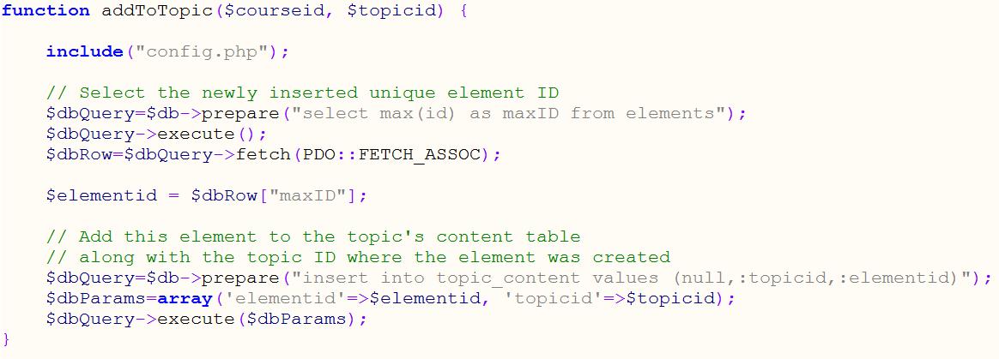 function addToTopic($courseid, $topicid) {
include("config.php");
// Select the newly inserted unique element ID
$dbQuery=$db->prepare("select max(id) as maxID from elements");
$dbQuery->execute();
$dbRow=$dbQuery->fetch(PDO::FETCH_ASSOC);
$elementid = $dbRow["maxID"];
// Add this element to the topic's content table
// along with the topic ID where the element was created
$dbQuery=$db->prepare("insert into topic_content values (null,:topicid,:elementid)");
$dbParams=array('elementid'=>$elementid, 'topicid'=>$topicid);
$dbQuery->execute($dbParams);
}